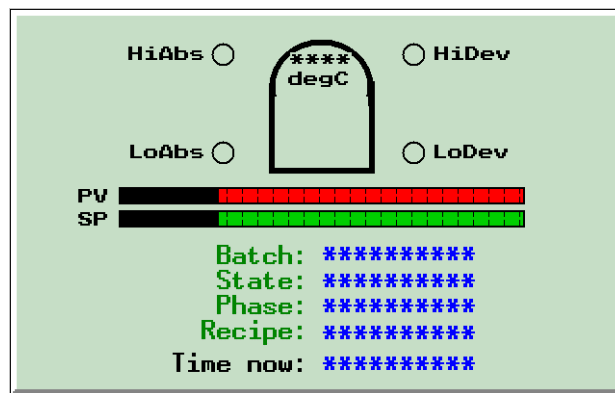 HiAbs **** HiDev
degC
LoAbs LoDev
PV
SP
Batch: **********
State: **********
Phase: **********
Recipe: **********
Time now: **********